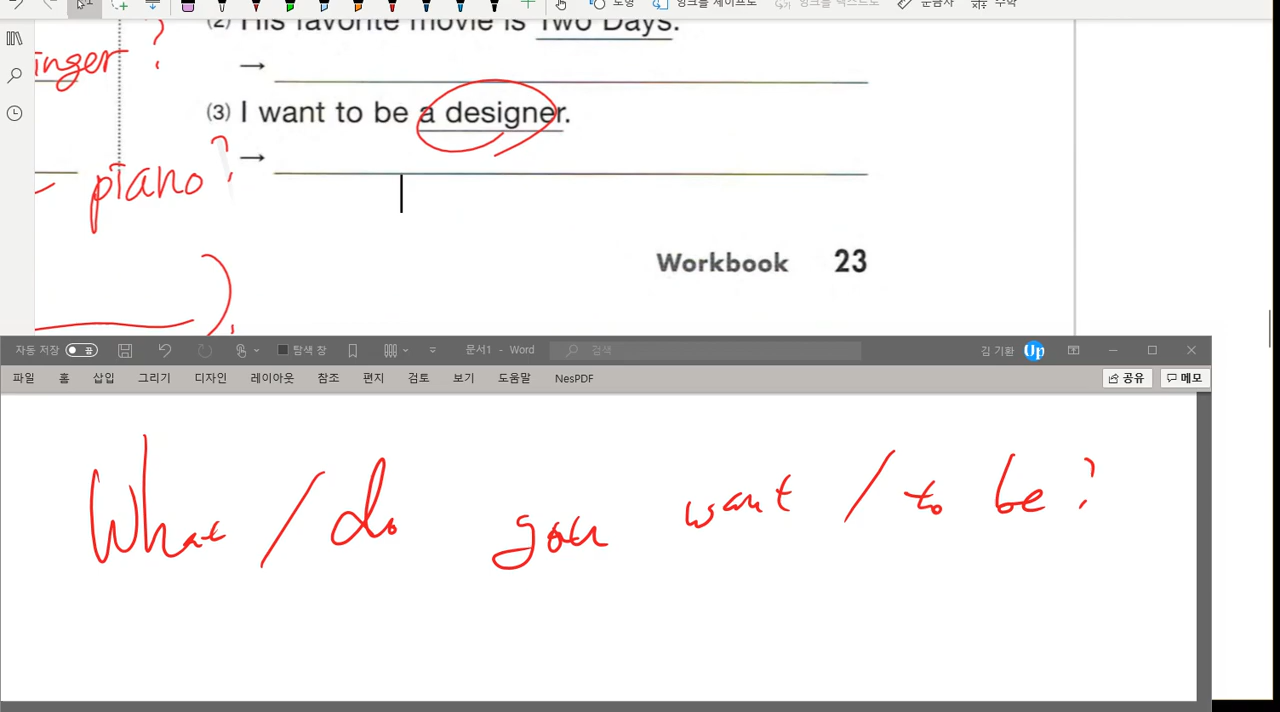 (2) His favorite movie is Two Days.
→
inger?
(3) I want to be a designer.
→
piano?
Workbook 23
자동 저장 끔 탐색 창 문서1 - Word 검색 김 기환 Up
파일 홈 삽입 그리기 디자인 레이아웃 참조 편지 검토 보기 도움말 NesPDF 공유 메모
What / do you want / to be?